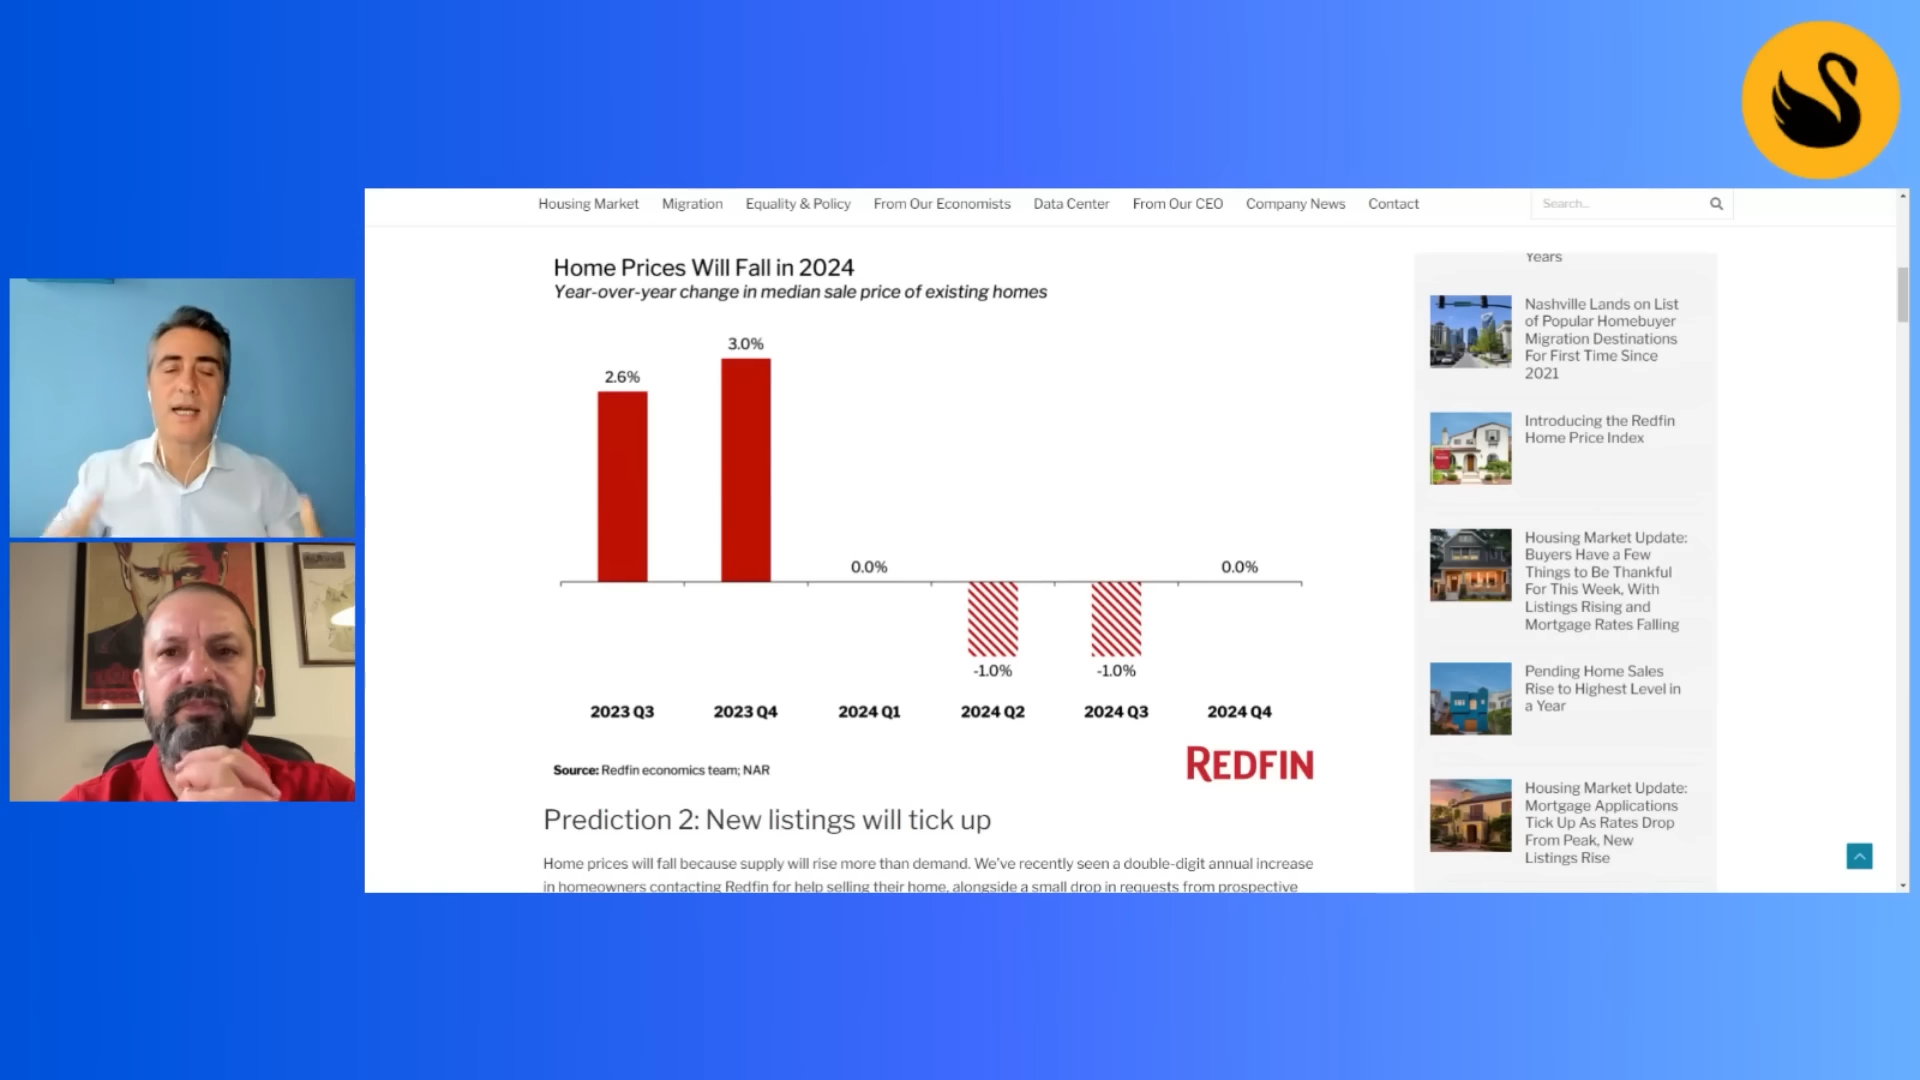 Housing Market Migration Equality & Policy From Our Economists Data Center From Our CEO Company News Contact
Search...
Home Prices Will Fall in 2024
Year-over-year change in median sale price of existing homes
2.6%
3.0%
0.0%
-1.0%
-1.0%
0.0%
2023 Q3 2023 Q4 2024 Q1 2024 Q2 2024 Q3 2024 Q4
Source: Redfin economics team; NAR
REDFIN
Prediction 2: New listings will tick up
Home prices will fall because supply will rise more than demand. We've recently seen a double-digit annual increase
in homeowners contacting Redfin for help selling their home, alongside a small drop in requests from prospective
Years
Nashville Lands on List
of Popular Homebuyer
Migration Destinations
For First Time Since
2021
Introducing the Redfin
Home Price Index
Housing Market Update:
Buyers Have a Few
Things to Be Thankful
For This Week, With
Listings Rising and
Mortgage Rates Falling
Pending Home Sales
Rise to Highest Level in
a Year
Housing Market Update:
Mortgage Applications
Tick Up As Rates Drop
From Peak, New
Listings Rise